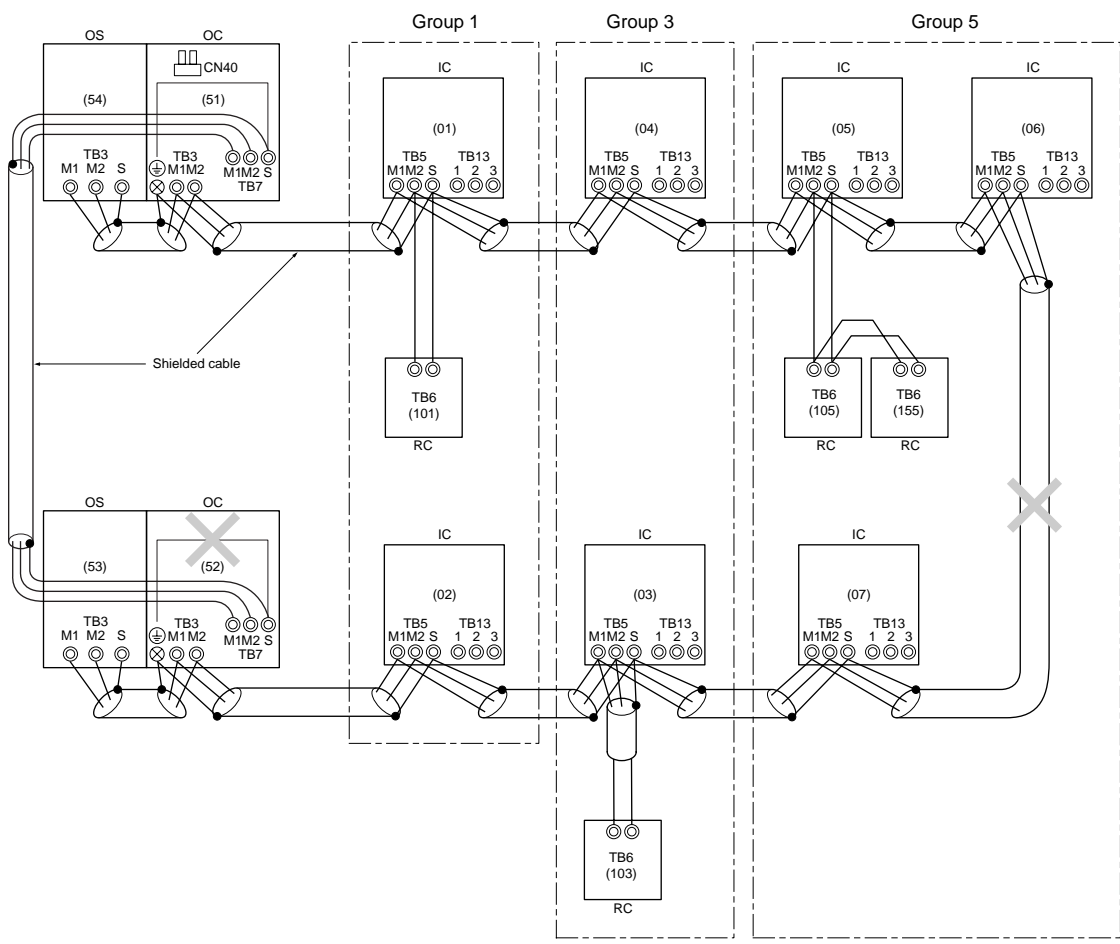 Group 1
Group 3
Group 5
OS
OC
IC
IC
IC
IC
CN40
(54)
(51)
(01)
(04)
(05)
(06)
TB3
M1 M2 S
TB3
M1M2
M1M2 S
TB7
TB5
M1M2 S
TB13
1 2 3
TB5
M1M2 S
TB13
1 2 3
TB5
M1M2 S
TB13
1 2 3
TB5
M1M2 S
TB13
1 2 3
Shielded cable
TB6
(101)
RC
TB6
(105)
RC
TB6
(155)
RC
OS
OC
IC
IC
IC
(53)
(52)
(02)
(03)
(07)
TB3
M1 M2 S
TB3
M1M2
M1M2 S
TB7
TB5
M1M2 S
TB13
1 2 3
TB5
M1M2 S
TB13
1 2 3
TB5
M1M2 S
TB13
1 2 3
TB6
(103)
RC